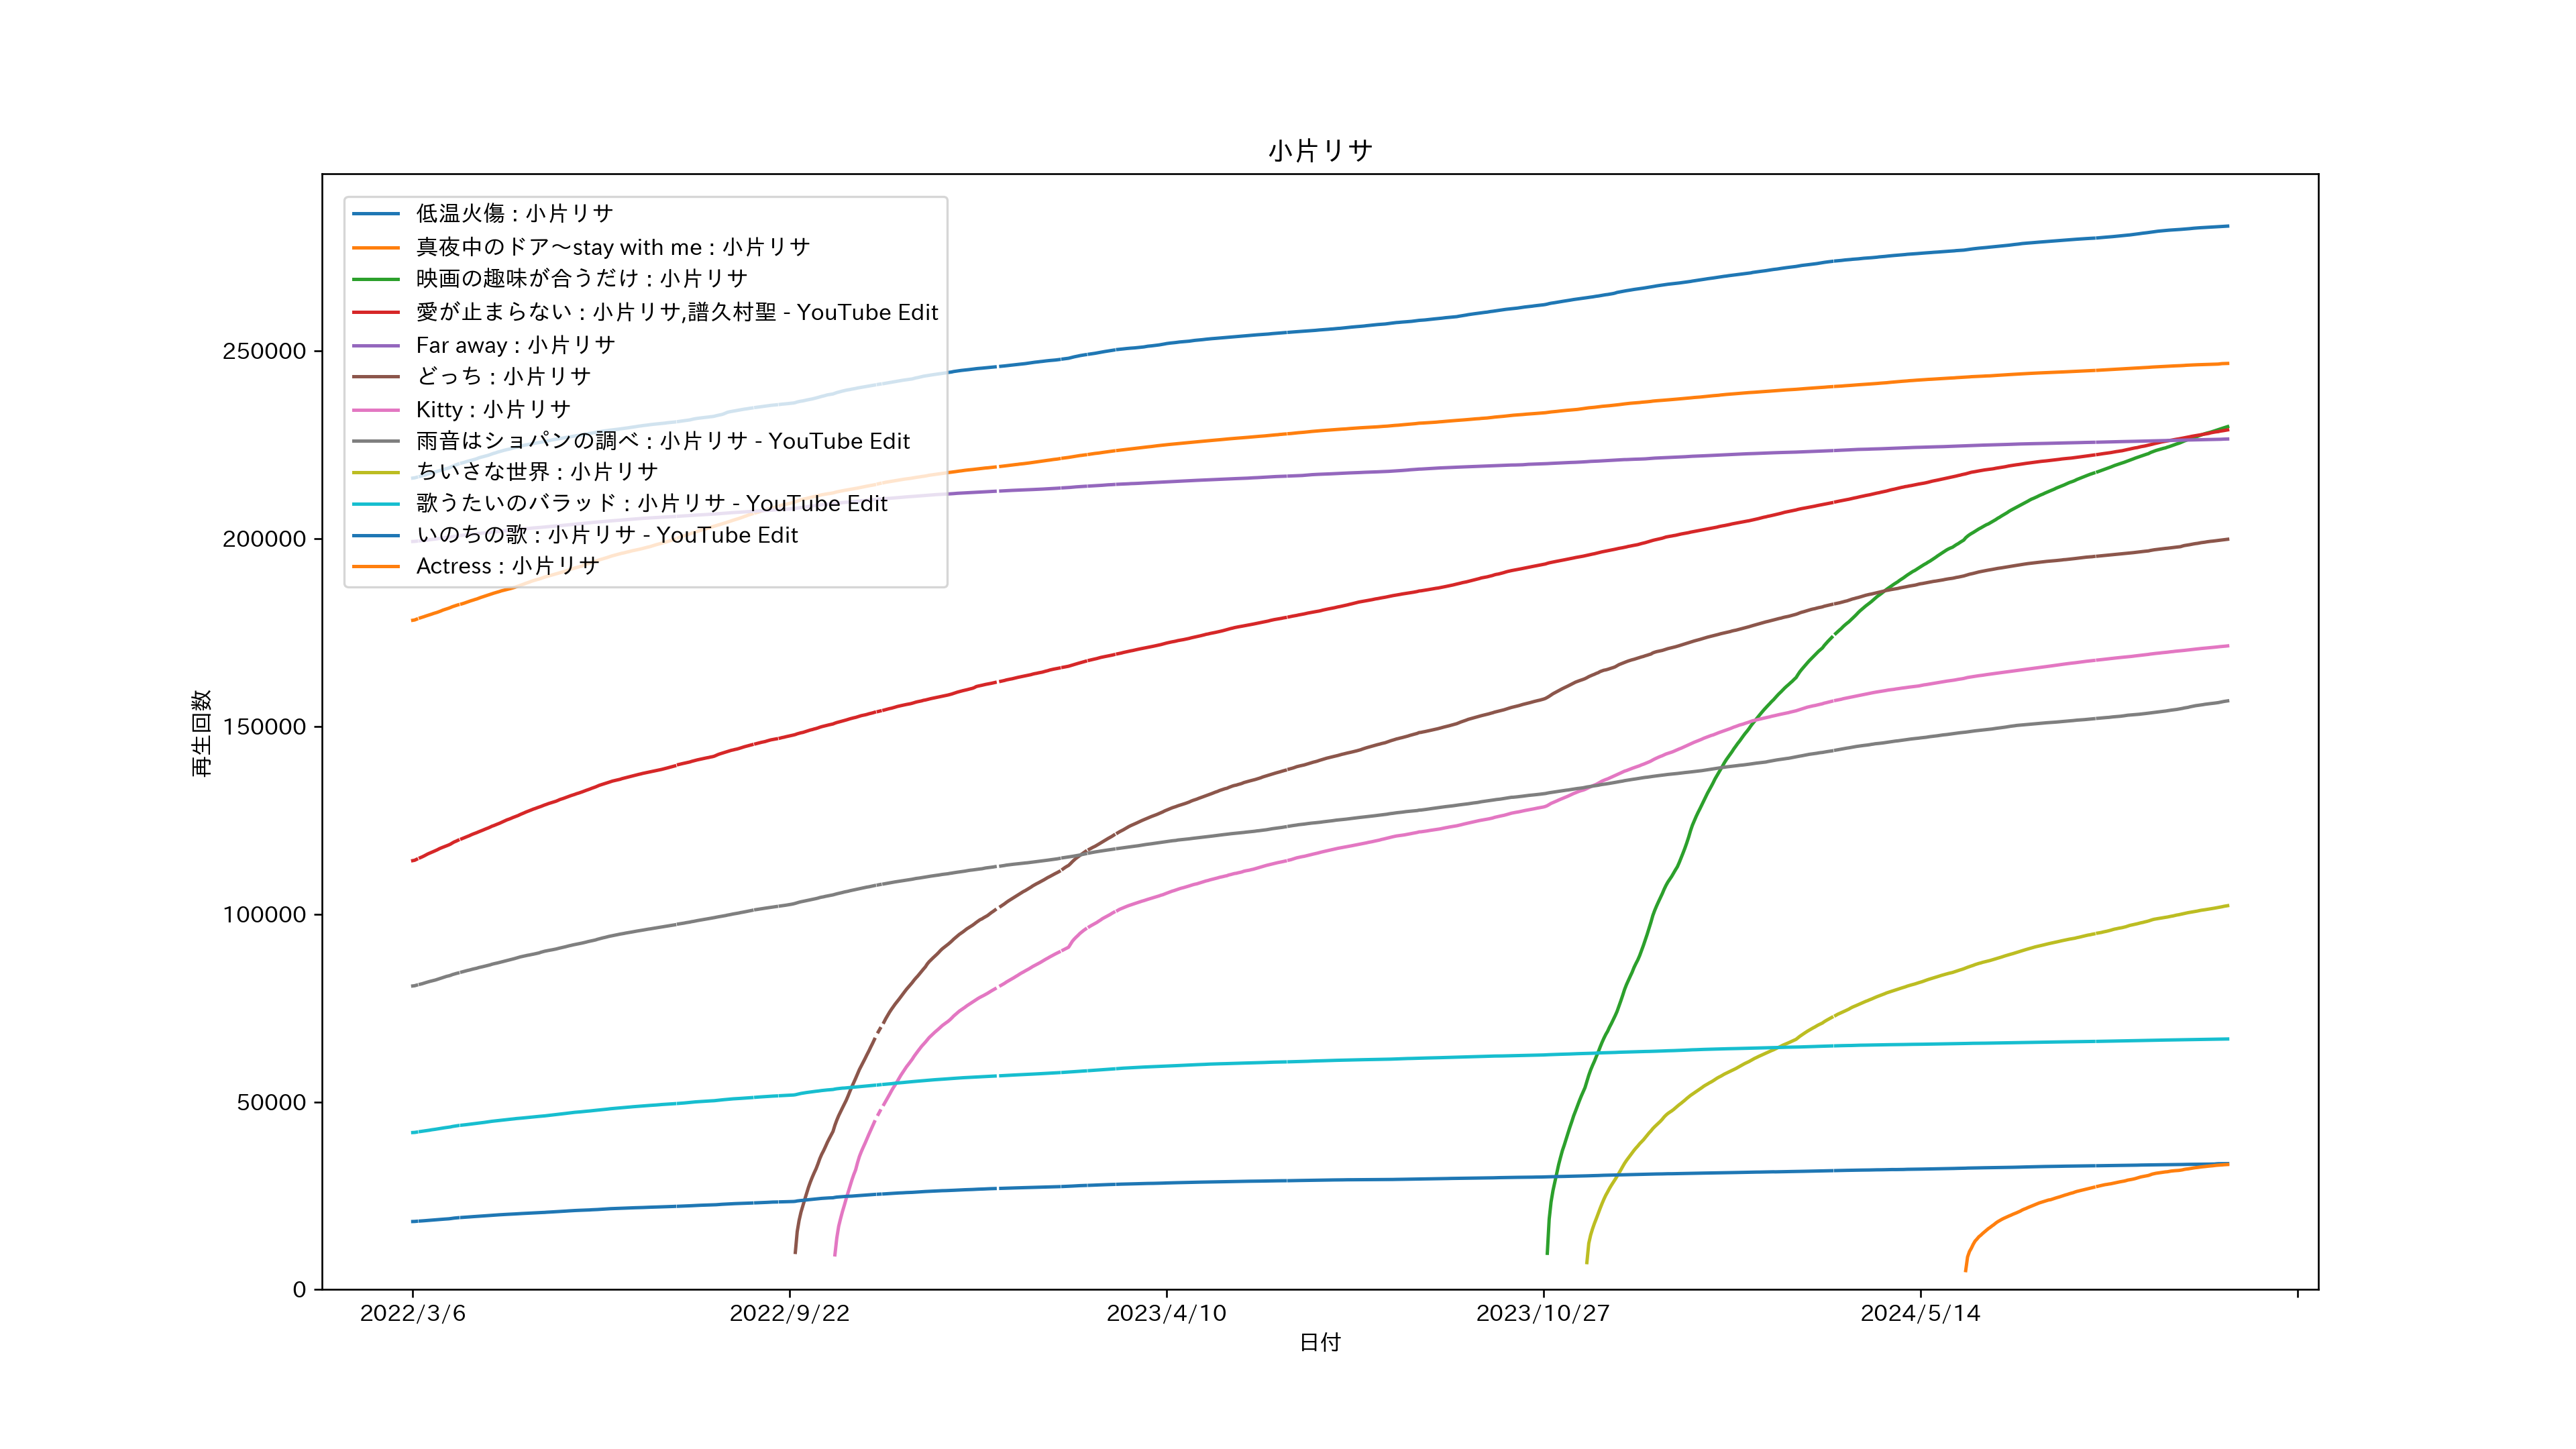 小片リサ
低温火傷 : 小片リサ
真夜中のドア〜stay with me : 小片リサ
映画の趣味が合うだけ : 小片リサ
愛が止まらない : 小片リサ,譜久村聖 - YouTube Edit
Far away : 小片リサ
どっち : 小片リサ
Kitty : 小片リサ
雨音はショパンの調べ : 小片リサ - YouTube Edit
ちいさな世界 : 小片リサ
歌うたいのバラッド : 小片リサ - YouTube Edit
いのちの歌 : 小片リサ - YouTube Edit
Actress : 小片リサ
250000
200000
150000
100000
50000
0
再生回数
2022/3/6
2022/9/22
2023/4/10
2023/10/27
2024/5/14
日付